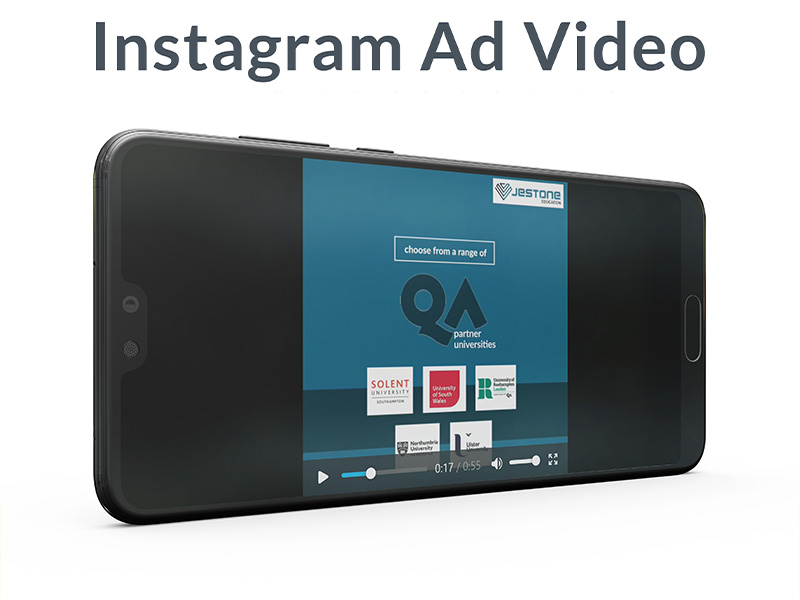 Instagram Ad Video
JESTONE
EDUCATION
choose from a range of
QA
partner
universities
SOLENT
UNIVERSITY
SOUTHAMPTON
University
of South
Wales
University of
Roehampton
London
Northumbria
University
Ulster
0:17 / 0:55